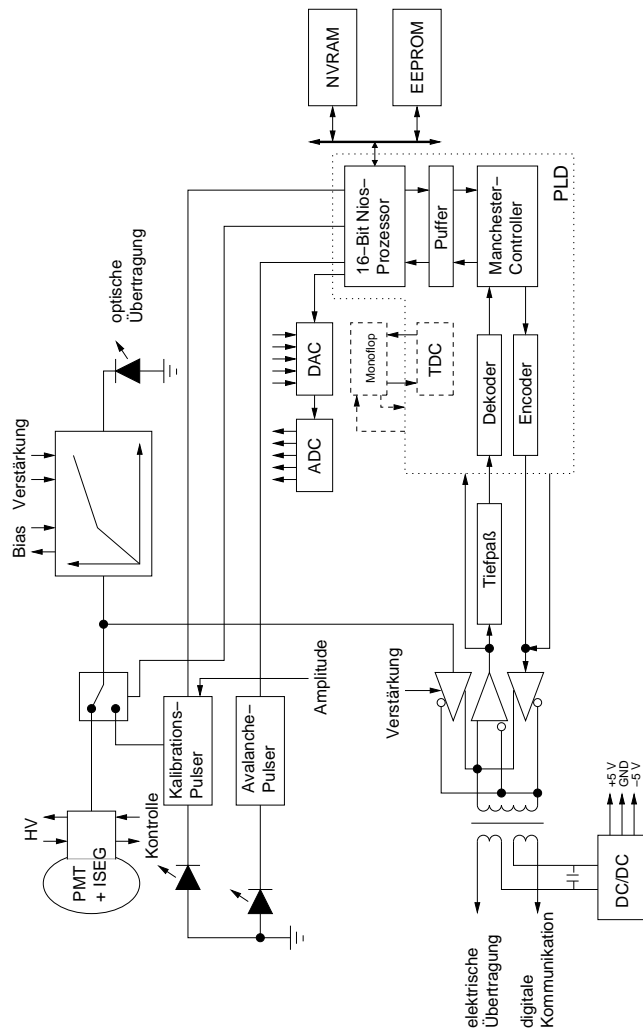 HV
PMT
+ ISEG
Kontrolle
Bias
Verstärkung
optische
Übertragung
Kalibrations–
Pulser
Amplitude
Avalanche–
Pulser
ADC
DAC
Monoflop
TDC
16–Bit Nios–
Prozessor
Puffer
Manchester–
Controller
PLD
NVRAM
EEPROM
Verstärkung
Tiefpaß
Dekoder
Encoder
elektrische
Übertragung
digitale
Kommunikation
DC/DC
+5 V
GND
–5 V